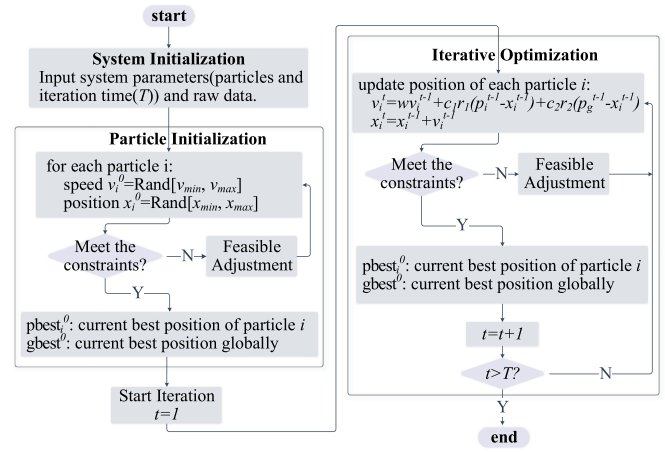 start
System Initialization
Input system parameters(particles and
iteration time(T)) and raw data.
Particle Initialization
for each particle i:
speed v_i^0=Rand[v_min, v_max]
position x_i^0=Rand[x_min, x_max]
Meet the
constraints?
N
Feasible
Adjustment
Y
pbest_i^0: current best position of particle i
gbest^0: current best position globally
Start Iteration
t=1
Iterative Optimization
update position of each particle i:
v_i^t=wv_i^t-1+c_1r_1(p_i^t-1-x_i^t-1)+c_2r_2(p_g^t-1-x_i^t-1)
x_i^t=x_i^t-1+v_i^t-1
Meet the
constraints?
N
Feasible
Adjustment
Y
pbest_i^0: current best position of particle i
gbest^0: current best position globally
t=t+1
t>T?
N
Y
end